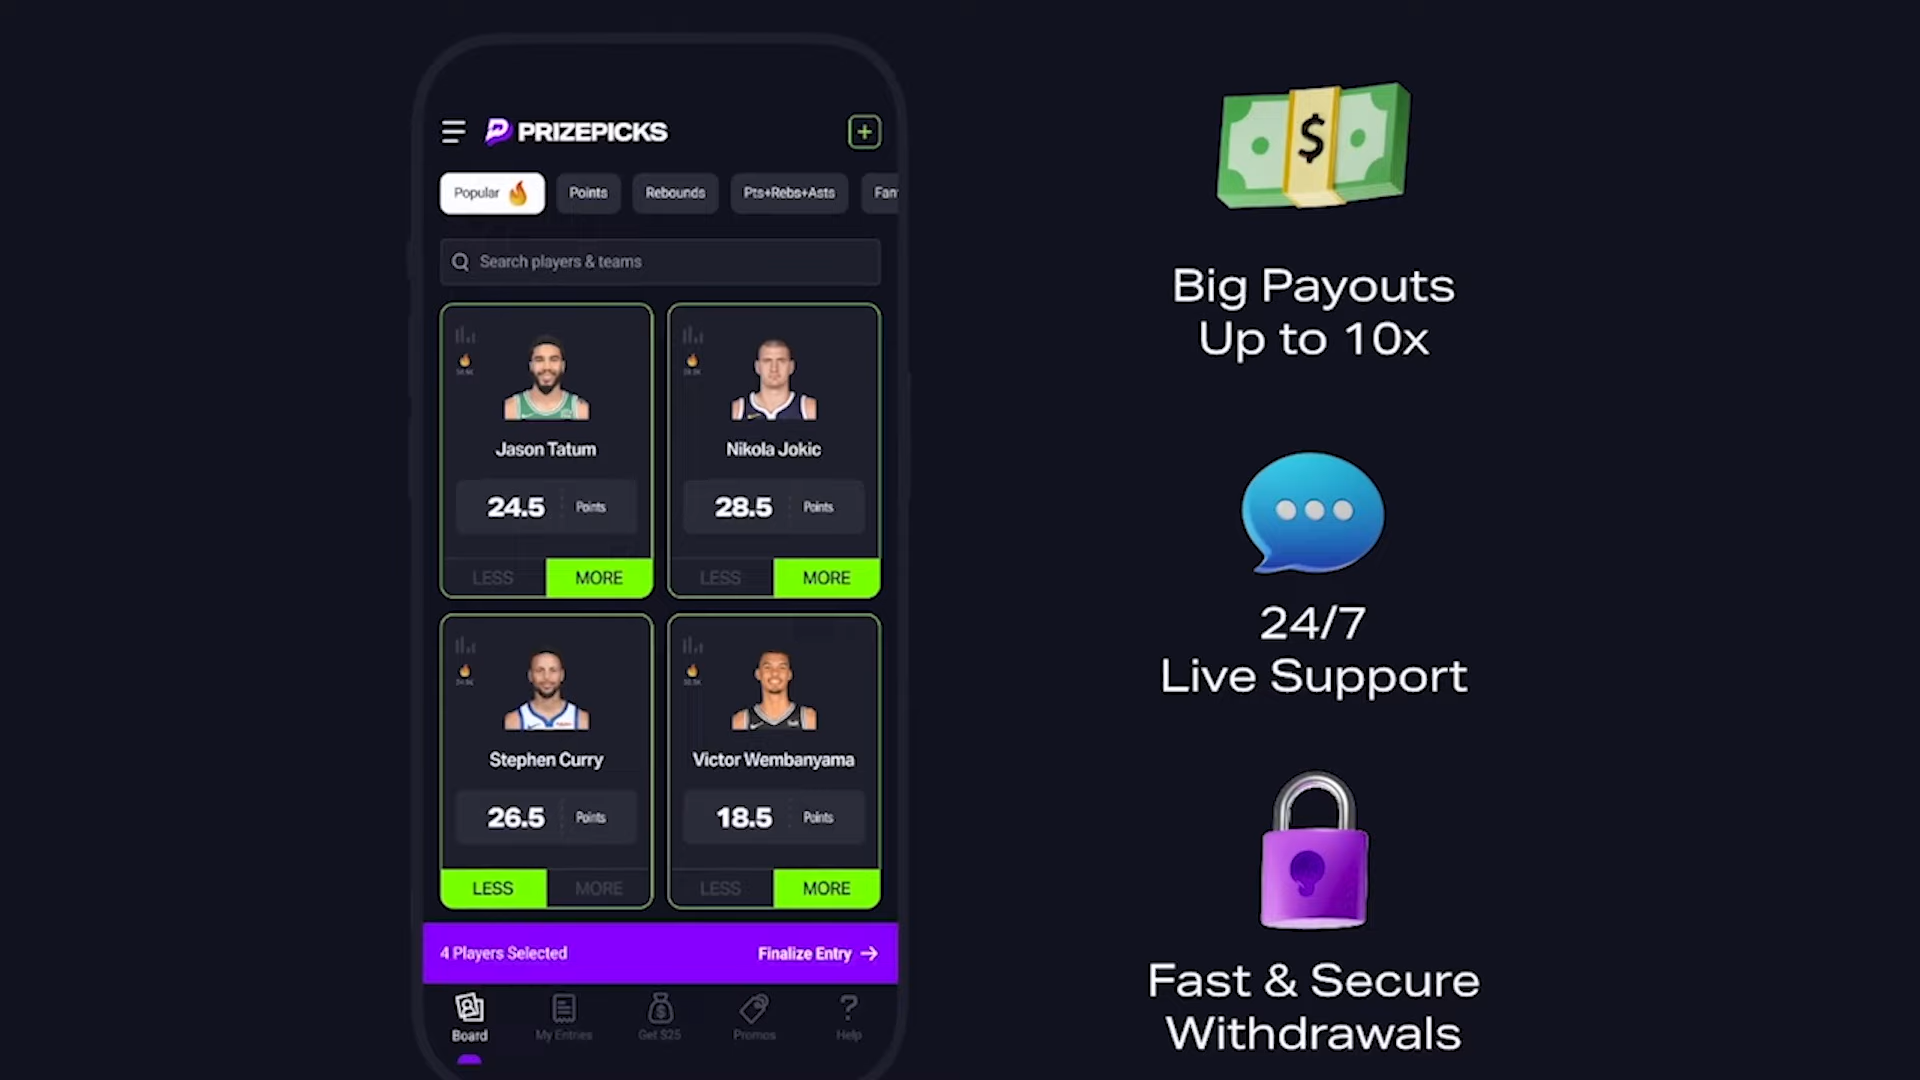 PRIZEPICKS
Popular
Points
Rebounds
Pts+Rebs+Asts
Fan
Search players & teams
Jason Tatum
24.5 Points
LESS MORE
Nikola Jokic
28.5 Points
LESS MORE
Stephen Curry
26.5 Points
LESS MORE
Victor Wembanyama
18.5 Points
LESS MORE
4 Players Selected
Finalize Entry
Board
My Entries
Get $25
Promos
Help
$
Big Payouts
Up to 10x
24/7
Live Support
Fast & Secure
Withdrawals